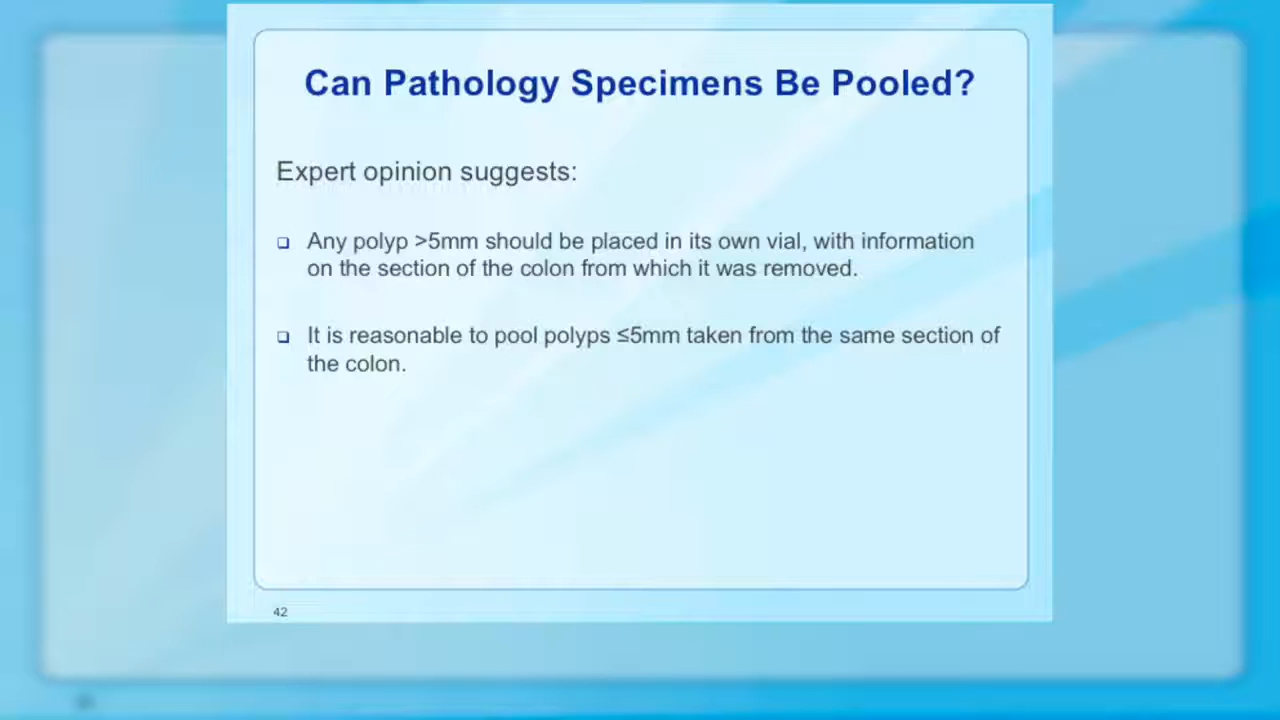 Can Pathology Specimens Be Pooled?
Expert opinion suggests:
Any polyp >5mm should be placed in its own vial, with information
on the section of the colon from which it was removed.
It is reasonable to pool polyps ≤5mm taken from the same section of
the colon.
42